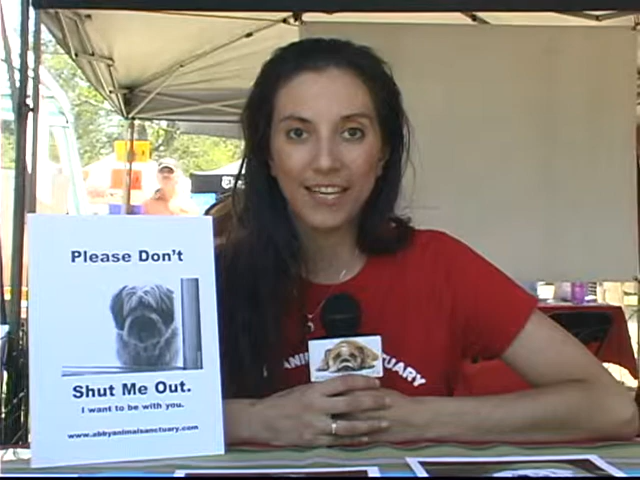 Please Don't
Shut Me Out.
I want to be with you.
www.abbyanimalsanctuary.com